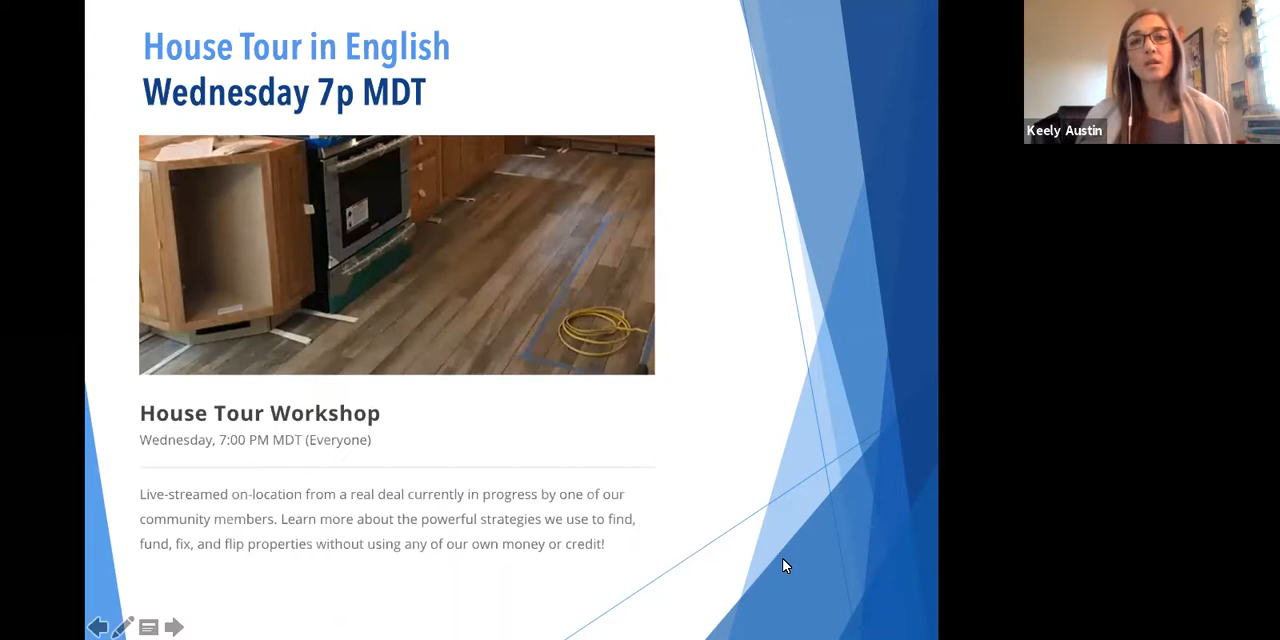 House Tour in English
Wednesday 7p MDT
Keely Austin
House Tour Workshop
Wednesday, 7:00 PM MDT (Everyone)
Live-streamed on-location from a real deal currently in progress by one of our
community members. Learn more about the powerful strategies we use to find,
fund, fix, and flip properties without using any of our own money or credit!